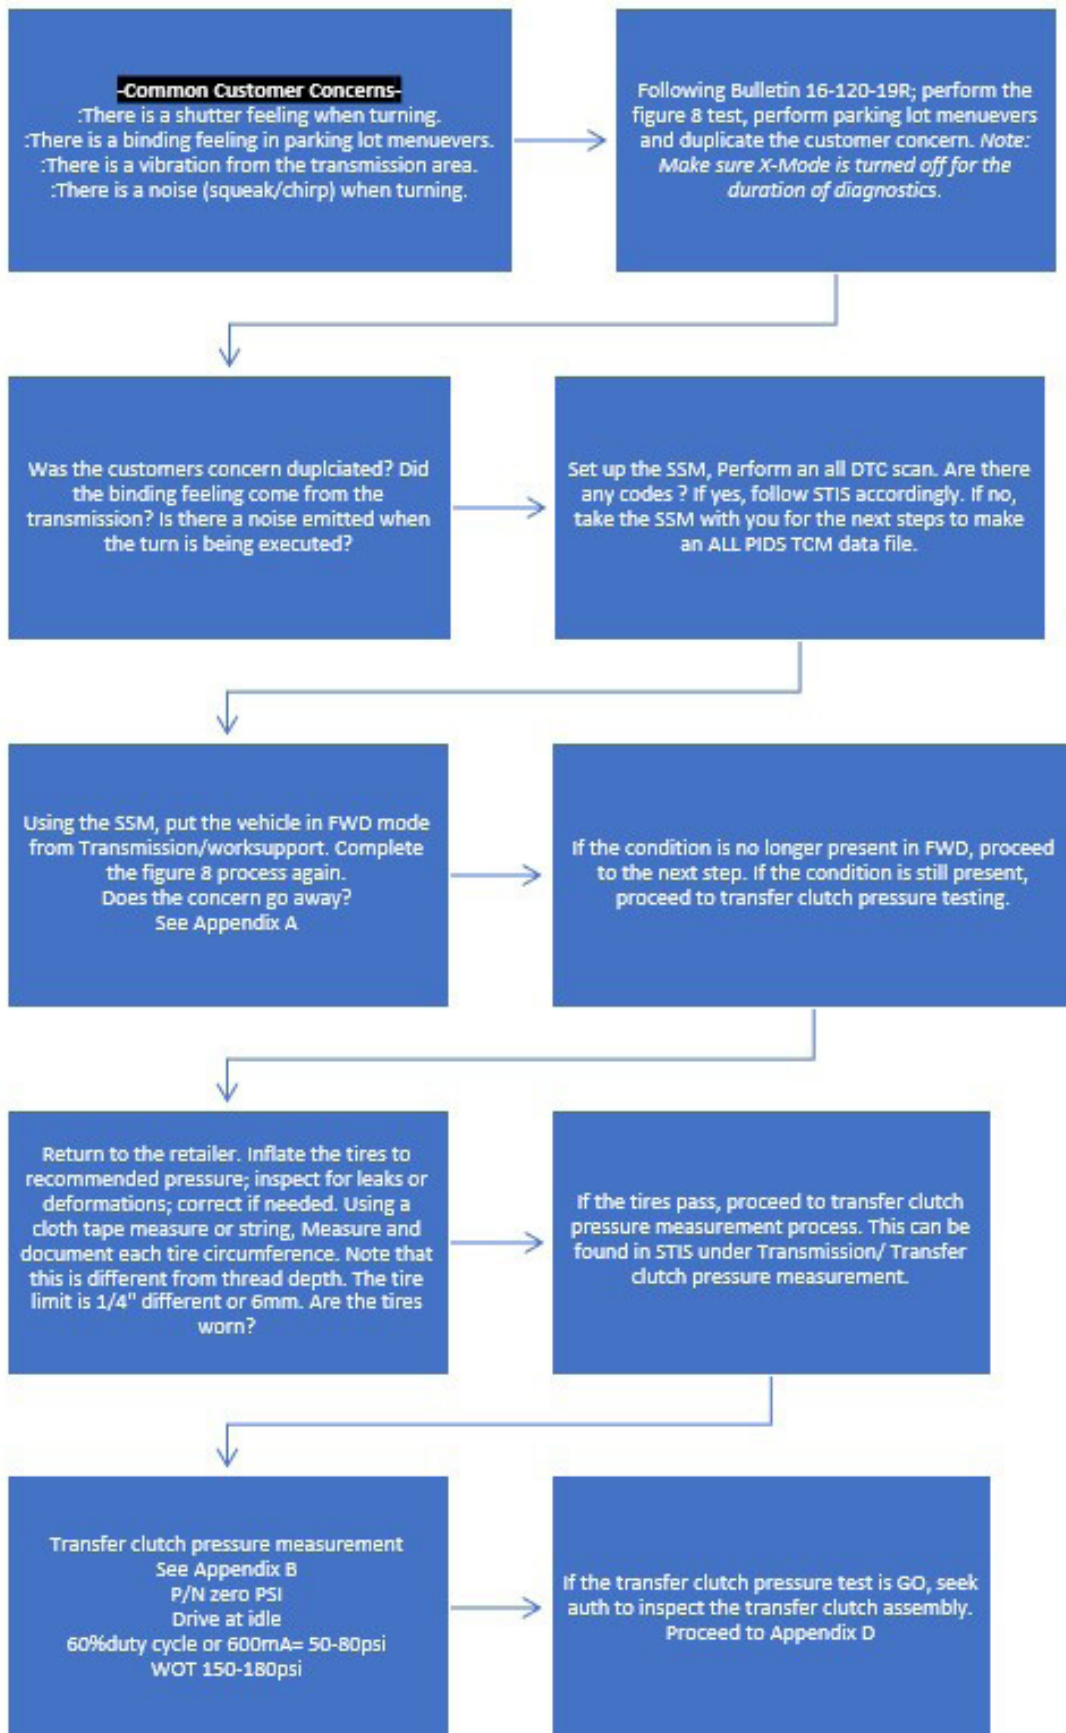 -Common Customer Concerns-
:There is a shutter feeling when turning.
:There is a binding feeling in parking lot menuevers.
:There is a vibration from the transmission area.
:There is a noise (squeak/chirp) when turning.
Following Bulletin 16-120-19R; perform the
figure 8 test, perform parking lot menuevers
and duplicate the customer concern. Note:
Make sure X-Mode is turned off for the
duration of diagnostics.
Was the customers concern duplciated? Did
the binding feeling come from the
transmission? Is there a noise emitted when
the turn is being executed?
Set up the SSM, Perform an all DTC scan. Are there
any codes ? If yes, follow STIS accordingly. If no,
take the SSM with you for the next steps to make
an ALL PIDS TCM data file.
Using the SSM, put the vehicle in FWD mode
from Transmission/worksupport. Complete
the figure 8 process again.
Does the concern go away?
See Appendix A
If the condition is no longer present in FWD, proceed
to the next step. If the condition is still present,
proceed to transfer clutch pressure testing.
Return to the retailer. Inflate the tires to
recommended pressure; inspect for leaks or
deformations; correct if needed. Using a
cloth tape measure or string, Measure and
document each tire circumference. Note that
this is different from thread depth. The tire
limit is 1/4" different or 6mm. Are the tires
worn?
If the tires pass, proceed to transfer clutch
pressure measurement process. This can be
found in STIS under Transmission/ Transfer
clutch pressure measurement.
Transfer clutch pressure measurement
See Appendix B
P/N zero PSI
Drive at idle
60%duty cycle or 600mA= 50-80psi
WOT 150-180psi
If the transfer clutch pressure test is GO, seek
auth to inspect the transfer clutch assembly.
Proceed to Appendix D